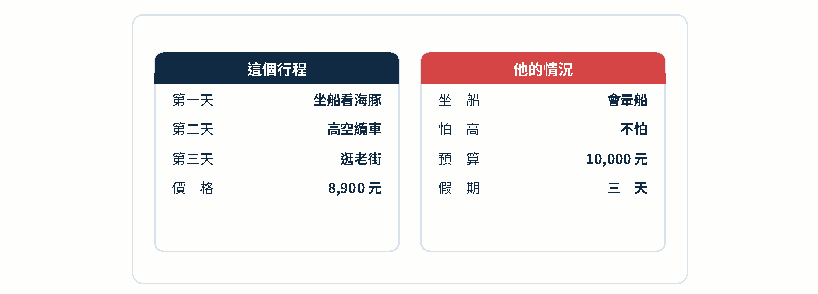 這個行程
第一天 坐船看海豚
第二天 高空纜車
第三天 逛老街
價 格 8,900 元
他的情況
坐 船 會暈船
怕 高 不怕
預 算 10,000 元
假 期 三 天